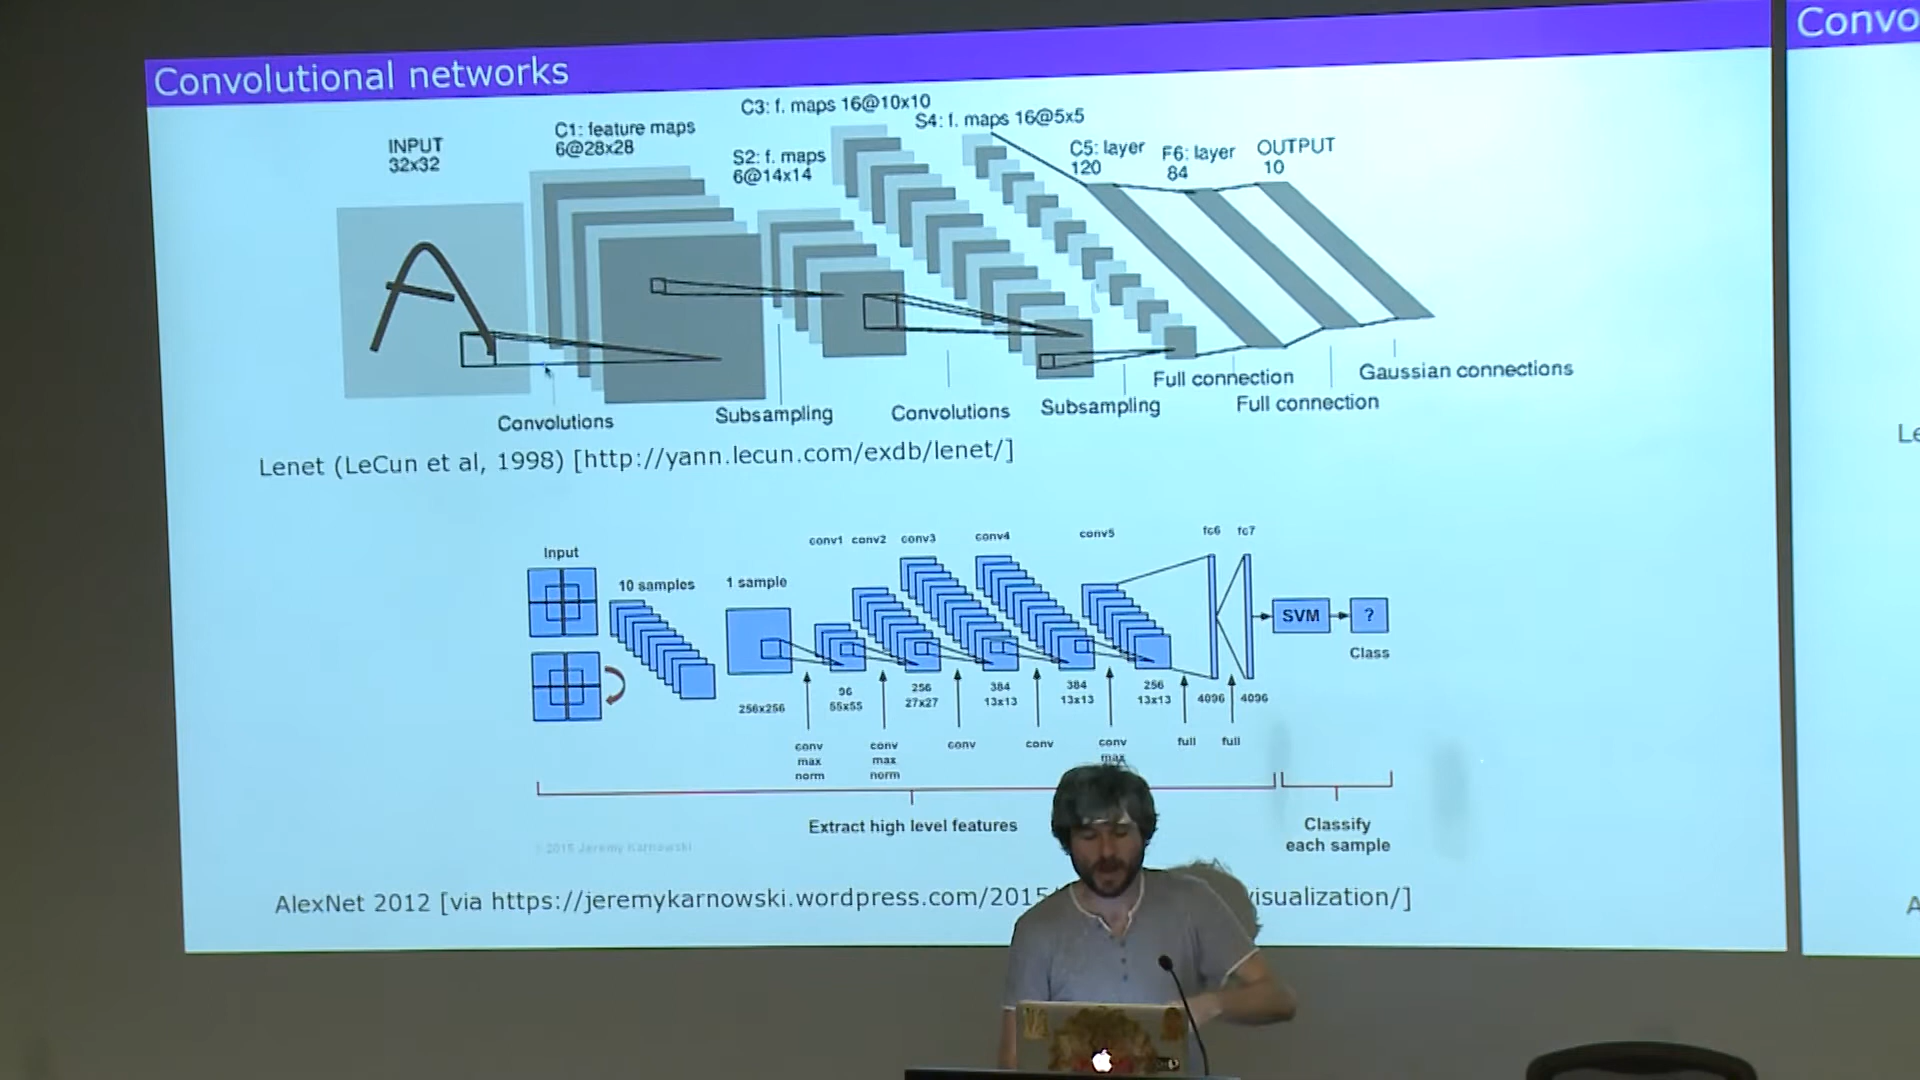 Convolutional networks
Convo
C3: f. maps 16@10x10
S4: f. maps 16@5x5
INPUT
32x32
C1: feature maps
6@28x28
S2: f. maps
6@14x14
C5: layer
120
F6: layer
84
OUTPUT
10
Convolutions
Subsampling
Convolutions
Subsampling
Full connection
Full connection
Gaussian connections
Lenet (LeCun et al, 1998) [http://yann.lecun.com/exdb/lenet/]
Le
Input
10 samples
1 sample
conv1
conv2
conv3
conv4
conv5
fc6
fc7
256x256
96
55x55
256
27x27
384
13x13
384
13x13
256
13x13
4096
4096
SVM
?
Class
conv
max
norm
conv
max
norm
conv
conv
conv
max
full
full
Extract high level features
Classify
each sample
© 2015 Jeremy Karnowski
AlexNet 2012 [via https://jeremykarnowski.wordpress.com/2015 visualization/]
A